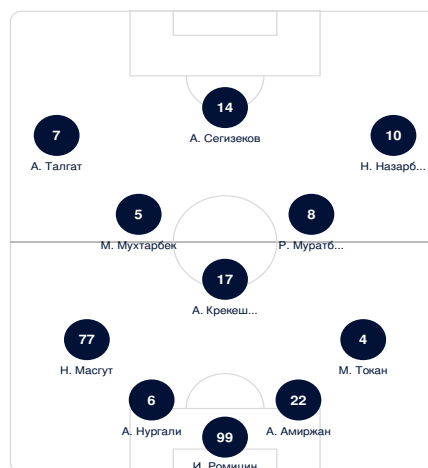 14
А. Сегизеков
7
А. Талгат
10
Н. Назарб...
5
М. Мухтарбек
8
Р. Муратб...
17
А. Крекеш...
77
Н. Масгут
4
М. Токан
6
А. Нургали
22
А. Амиржан
99
И. Ромицин